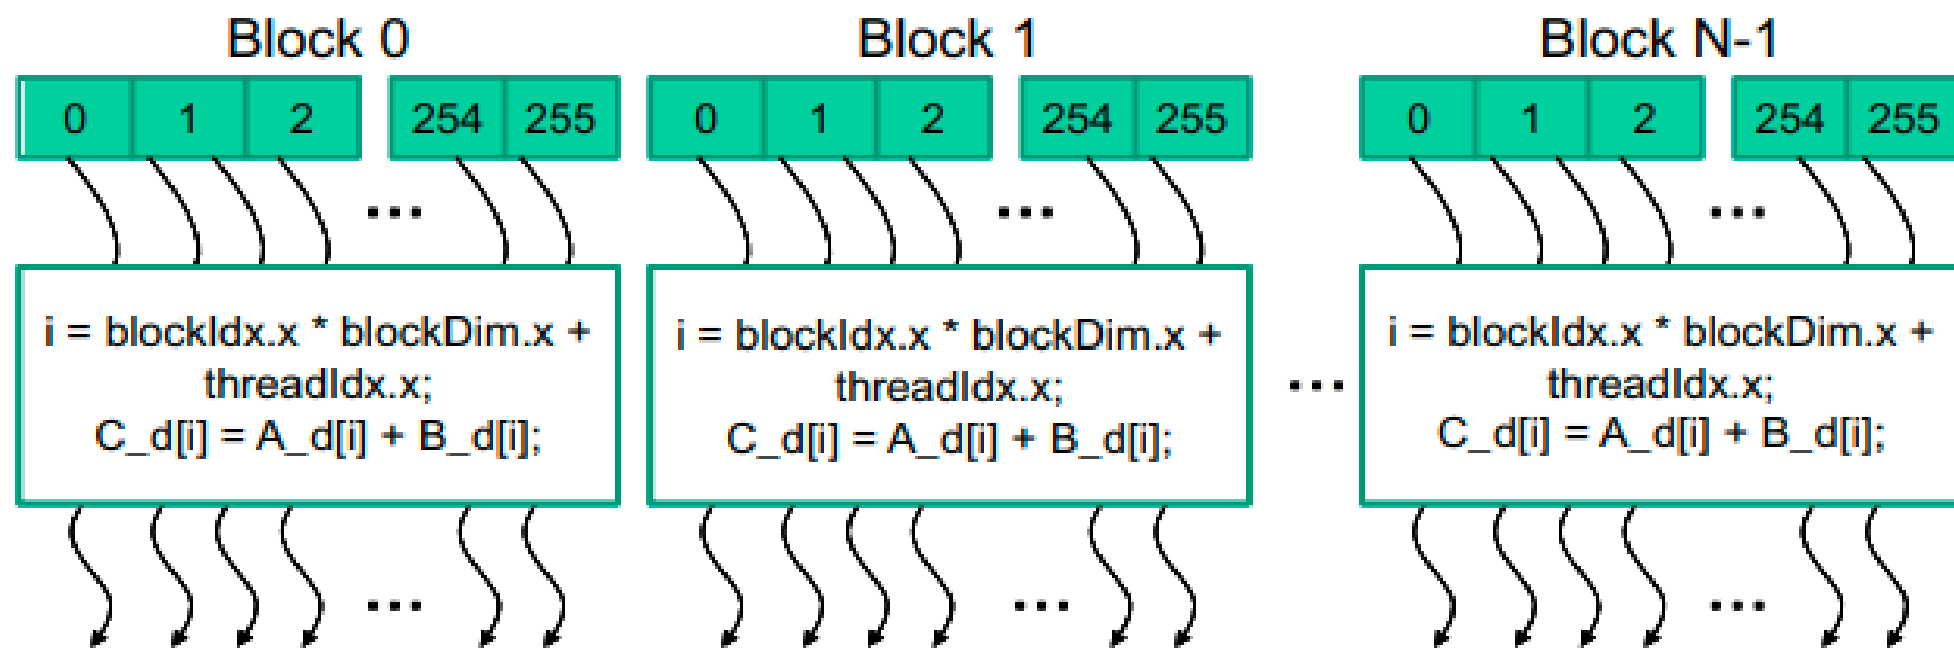 Block 0
0 1 2 254 255
...
i = blockIdx.x * blockDim.x +
threadIdx.x;
C_d[i] = A_d[i] + B_d[i];
...
Block 1
0 1 2 254 255
...
i = blockIdx.x * blockDim.x +
threadIdx.x;
C_d[i] = A_d[i] + B_d[i];
...
...
Block N-1
0 1 2 254 255
...
i = blockIdx.x * blockDim.x +
threadIdx.x;
C_d[i] = A_d[i] + B_d[i];
...